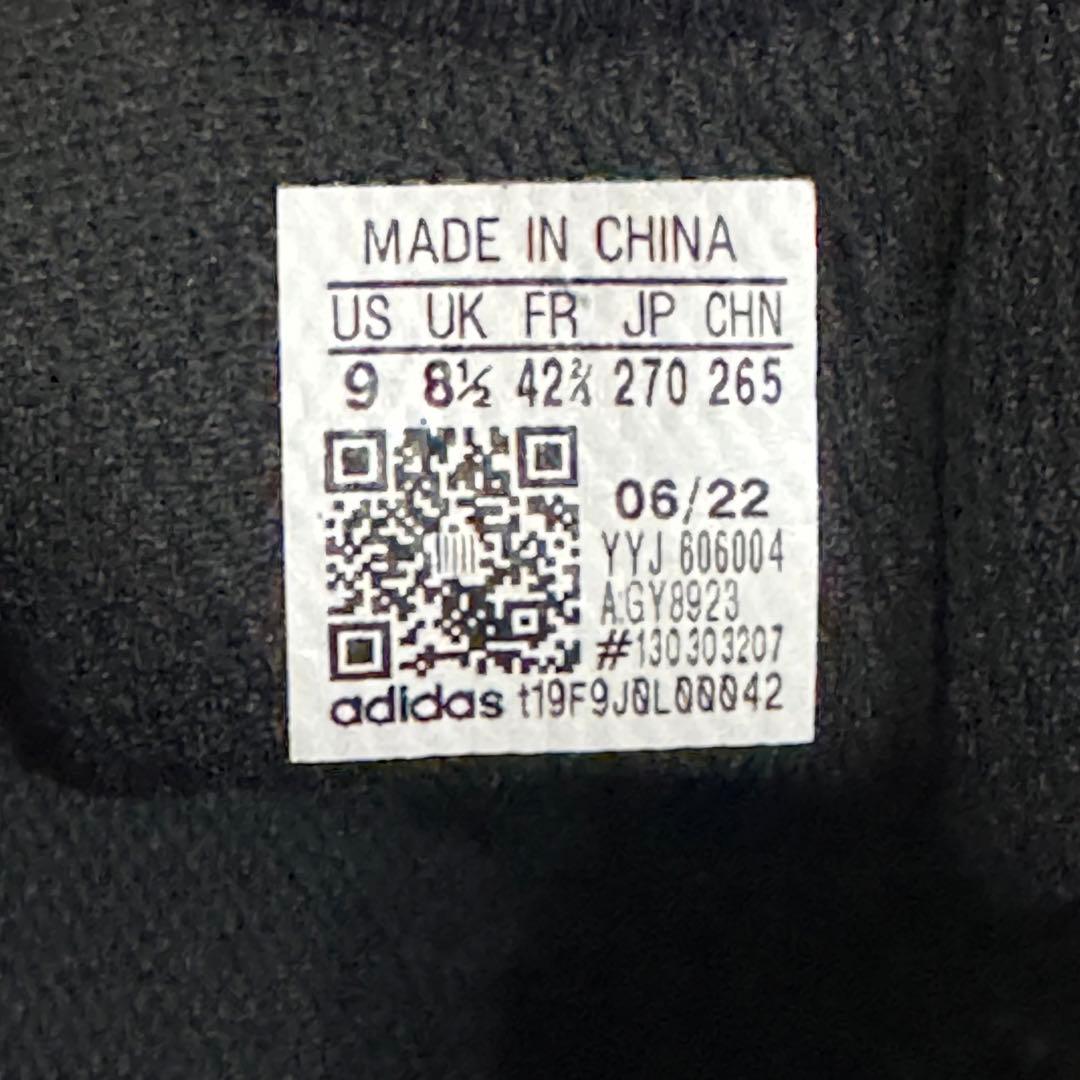 MADE IN CHINA
US UK FR JP CHN
9 8½ 42⅔ 270 265
06/22
YYJ 606004
A:GY8923
#130303207
adidas t19F9J0L00042